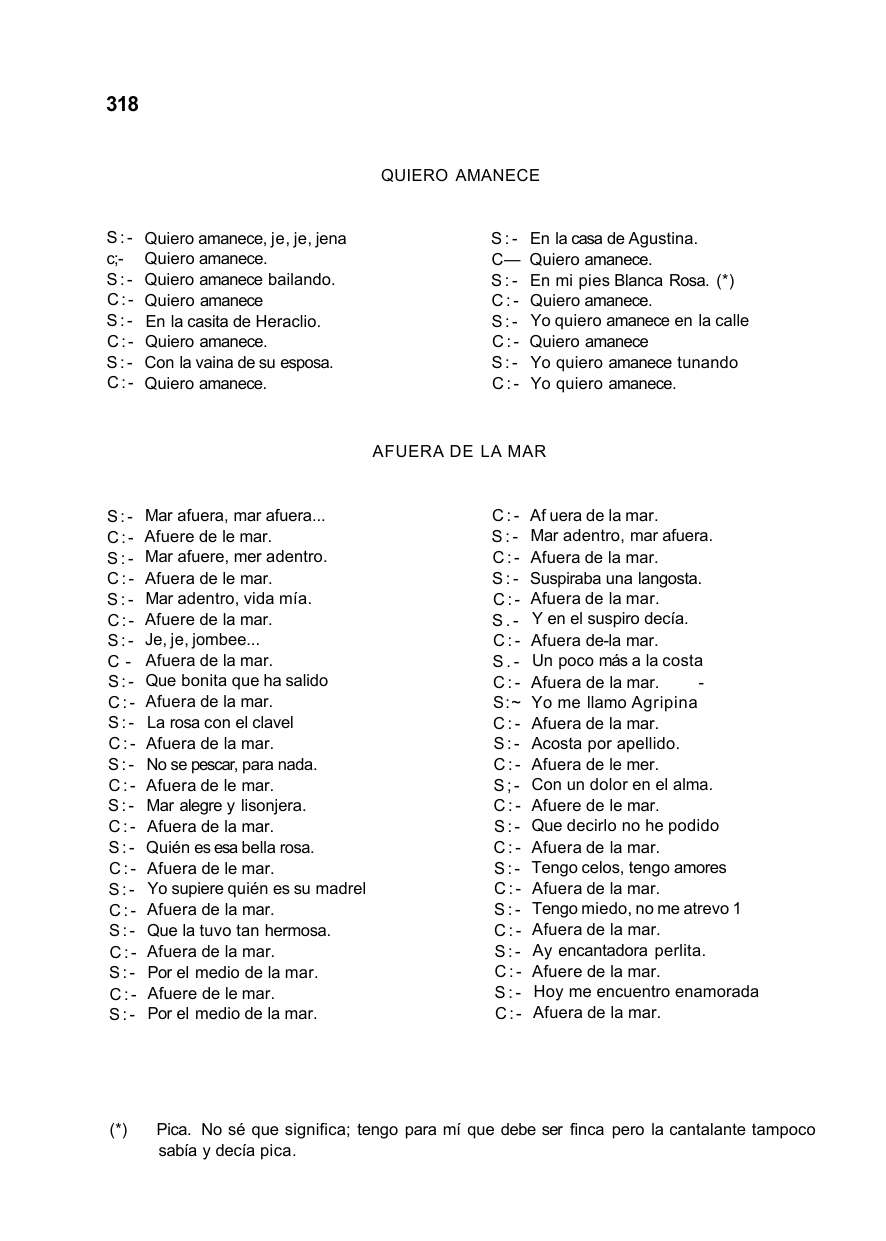 318
QUIERO AMANECE
S:- Quiero amanece, je, je, jena
c;- Quiero amanece.
S:- Quiero amanece bailando.
C:- Quiero amanece
S:- En la casita de Heraclio.
C:- Quiero amanece.
S:- Con la vaina de su esposa.
C:- Quiero amanece.
S:- En la casa de Agustina.
C— Quiero amanece.
S:- En mi pies Blanca Rosa. (*)
C:- Quiero amanece.
S:- Yo quiero amanece en la calle
C:- Quiero amanece
S:- Yo quiero amanece tunando
C:- Yo quiero amanece.
AFUERA DE LA MAR
S:- Mar afuera, mar afuera...
C:- Afuere de le mar.
S:- Mar afuere, mer adentro.
C:- Afuera de le mar.
S:- Mar adentro, vida mía.
C:- Afuere de la mar.
S:- Je, je, jombee...
C - Afuera de la mar.
S:- Que bonita que ha salido
C:- Afuera de la mar.
S:- La rosa con el clavel
C:- Afuera de la mar.
S:- No se pescar, para nada.
C:- Afuera de le mar.
S:- Mar alegre y lisonjera.
C:- Afuera de la mar.
S:- Quién es esa bella rosa.
C:- Afuera de le mar.
S:- Yo supiere quién es su madrel
C:- Afuera de la mar.
S:- Que la tuvo tan hermosa.
C:- Afuera de la mar.
S:- Por el medio de la mar.
C:- Afuere de le mar.
S:- Por el medio de la mar.
C:- Af uera de la mar.
S:- Mar adentro, mar afuera.
C:- Afuera de la mar.
S:- Suspiraba una langosta.
C:- Afuera de la mar.
S.- Y en el suspiro decía.
C:- Afuera de-la mar.
S.- Un poco más a la costa
C:- Afuera de la mar. -
S:~ Yo me llamo Agripina
C:- Afuera de la mar.
S:- Acosta por apellido.
C:- Afuera de le mer.
S;- Con un dolor en el alma.
C:- Afuere de le mar.
S:- Que decirlo no he podido
C:- Afuera de la mar.
S:- Tengo celos, tengo amores
C:- Afuera de la mar.
S:- Tengo miedo, no me atrevo 1
C:- Afuera de la mar.
S:- Ay encantadora perlita.
C:- Afuere de la mar.
S:- Hoy me encuentro enamorada
C:- Afuera de la mar.
(*) Pica. No sé que significa; tengo para mí que debe ser finca pero la cantalante tampoco
sabía y decía pica.